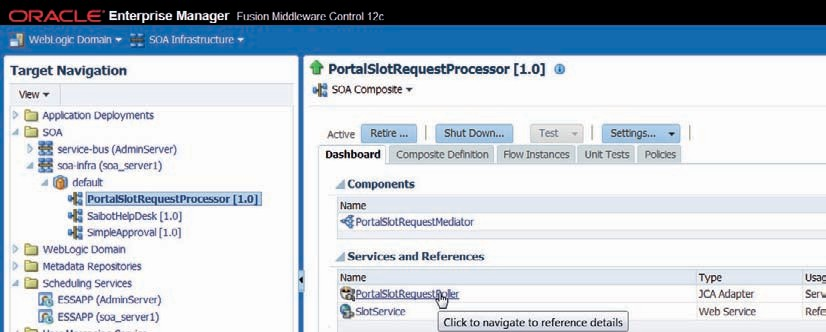 ORACLE Enterprise Manager Fusion Middleware Control 12c
WebLogic Domain SOA Infrastructure
Target Navigation
View
Application Deployments
SOA
service-bus (AdminServer)
soa-infra (soa_server1)
default
PortalSlotRequestProcessor [1.0]
SaibotHelpDesk [1.0]
SimpleApproval [1.0]
WebLogic Domain
Metadata Repositories
Scheduling Services
ESSAPP (AdminServer)
ESSAPP (soa_server1)
PortalSlotRequestProcessor [1.0]
SOA Composite
Active Retire ... Shut Down... Test Settings...
Dashboard Composite Definition Flow Instances Unit Tests Policies
Components
Name
PortalSlotRequestMediator
Services and References
Name Type Usag
PortalSlotRequestPoller JCA Adapter Serv
SlotService Web Service Refe
Click to navigate to reference details